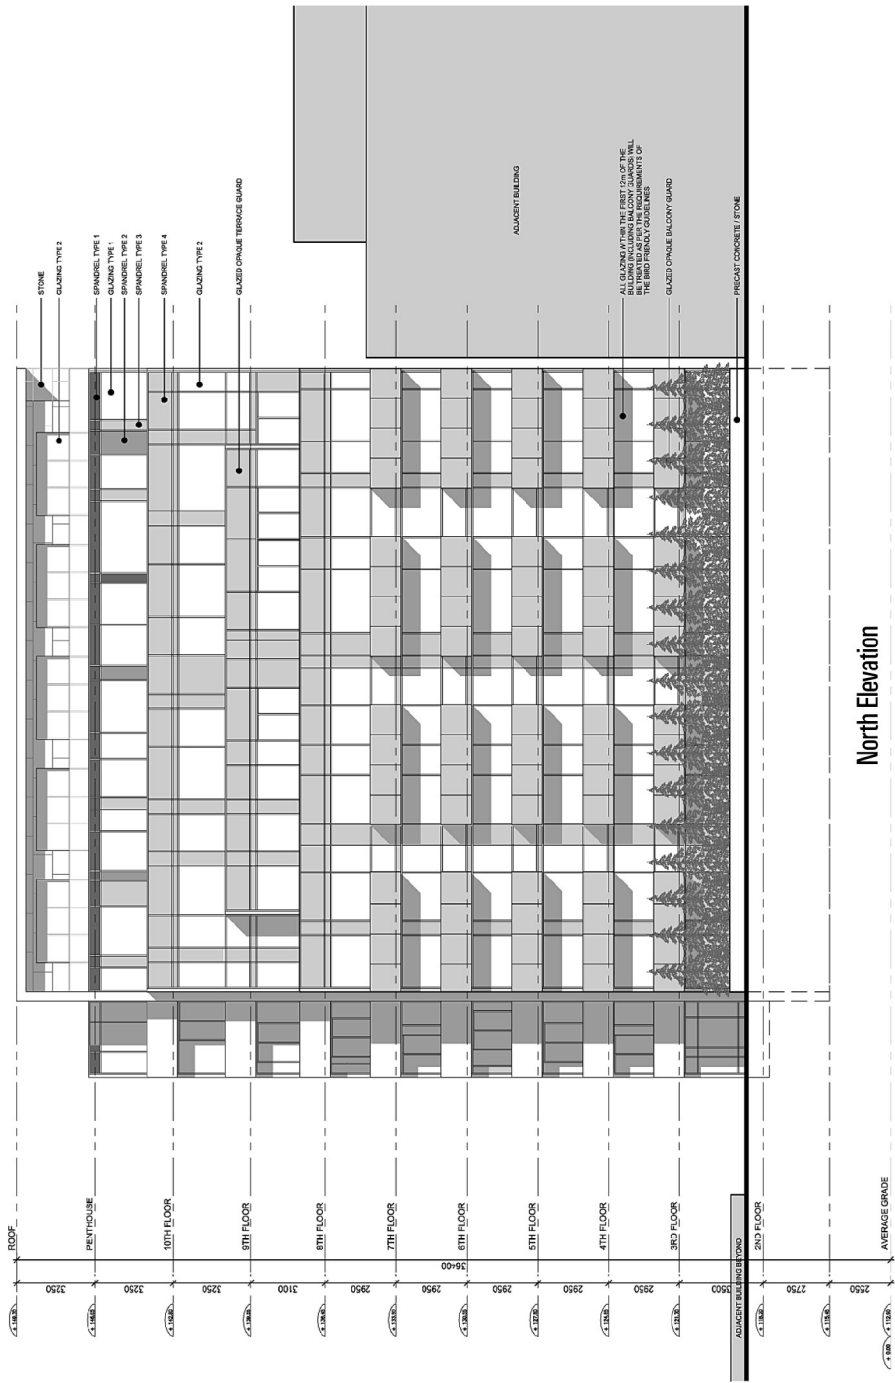 STONE
GLAZING TYPE 2
SPANDREL TYPE 1
GLAZING TYPE 1
SPANDREL TYPE 2
SPANDREL TYPE 3
SPANDREL TYPE 4
GLAZING TYPE 2
GLAZED OPAQUE TERRACE GUARD
ADJACENT BUILDING
ALL GLAZING WITHIN THE FIRST 12m OF THE
BUILDING (INCLUDING BALCONY GUARDS) WILL
BE TREATED AS PER THE REQUIREMENTS OF
THE BIRD FRIENDLY GUIDELINES
GLAZED OPAQUE BALCONY GUARD
PRECAST CONCRETE / STONE
North Elevation
ROOF
PENTHOUSE
10TH FLOOR
9TH FLOOR
8TH FLOOR
7TH FLOOR
6TH FLOOR
5TH FLOOR
4TH FLOOR
3RD FLOOR
2ND FLOOR
AVERAGE GRADE
ADJACENT BUILDING BEYOND
36400
3250
3250
3250
3100
2950
2950
2950
2950
2950
3500
2750
2550